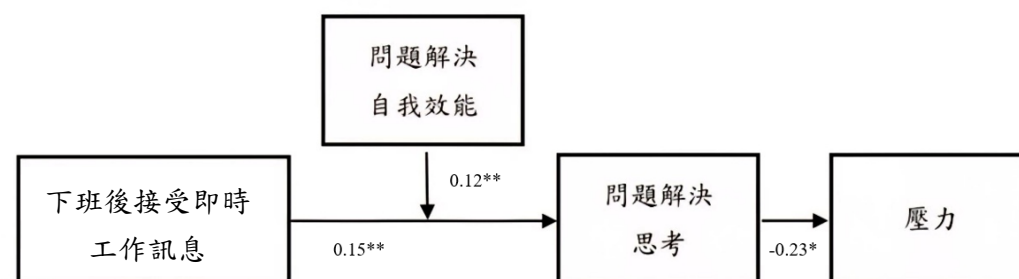 問題解決
自我效能
0.12**
下班後接受即時
工作訊息
0.15**
問題解決
思考
-0.23*
壓力